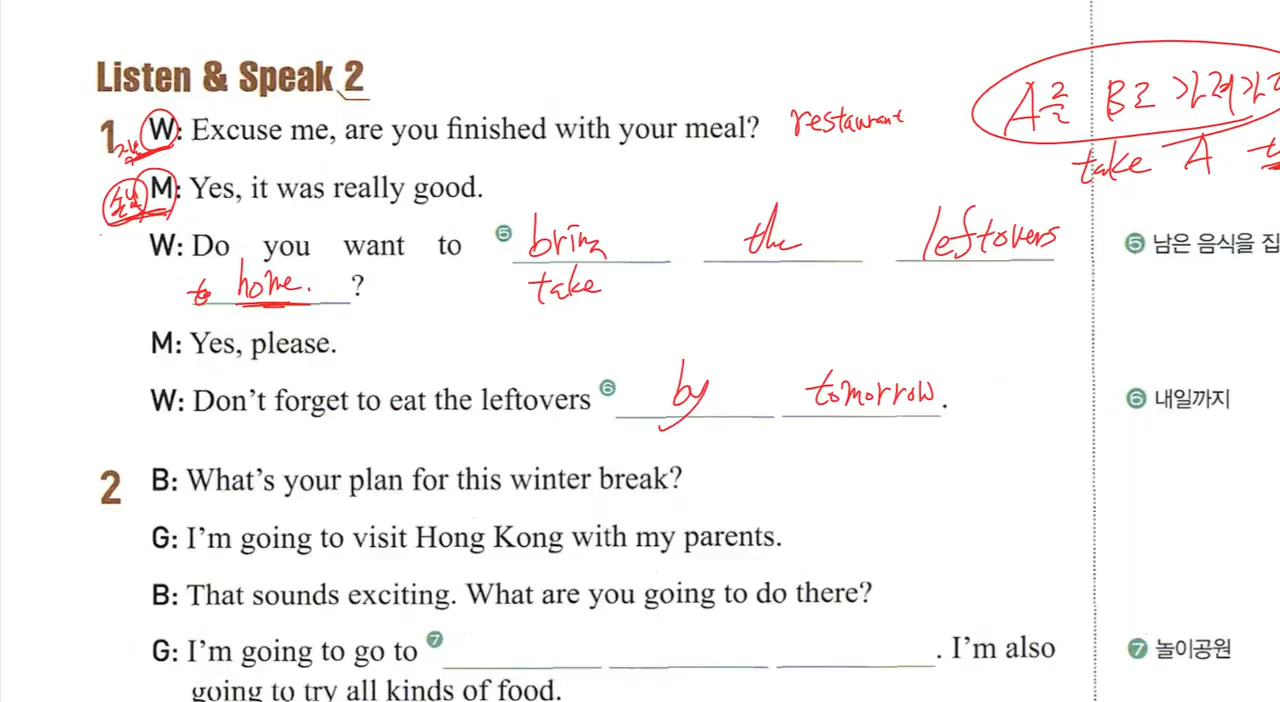 Listen & Speak 2
1 W: Excuse me, are you finished with your meal? restaurant
A를 B로 가져가
take A
손님 M: Yes, it was really good.
W: Do you want to ⑤ bring the leftovers
⑤ 남은 음식을 집
to home. ?
take
M: Yes, please.
W: Don't forget to eat the leftovers ⑥ by tomorrow.
⑥ 내일까지
2 B: What's your plan for this winter break?
G: I'm going to visit Hong Kong with my parents.
B: That sounds exciting. What are you going to do there?
G: I'm going to go to ⑦ . I'm also
⑦ 놀이공원
going to try all kinds of food.